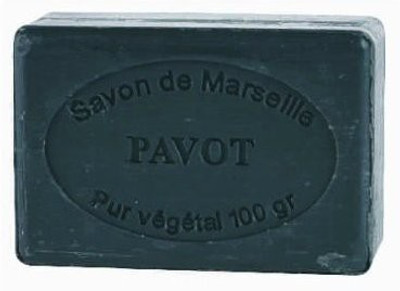 Savon de Marseille
PAVOT
Pur végétal 100 gr